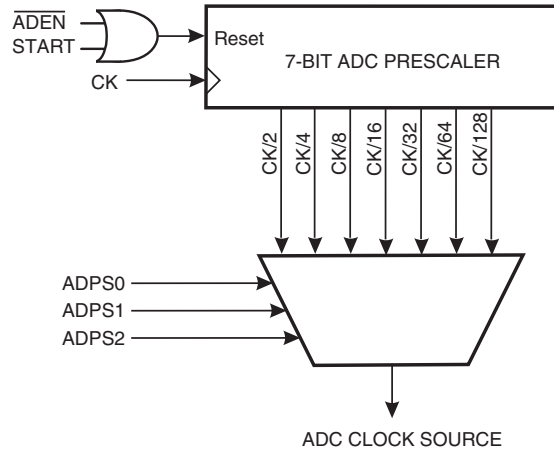 ADEN
START
Reset
7-BIT ADC PRESCALER
CK
CK/2
CK/4
CK/8
CK/16
CK/32
CK/64
CK/128
ADPS0
ADPS1
ADPS2
ADC CLOCK SOURCE